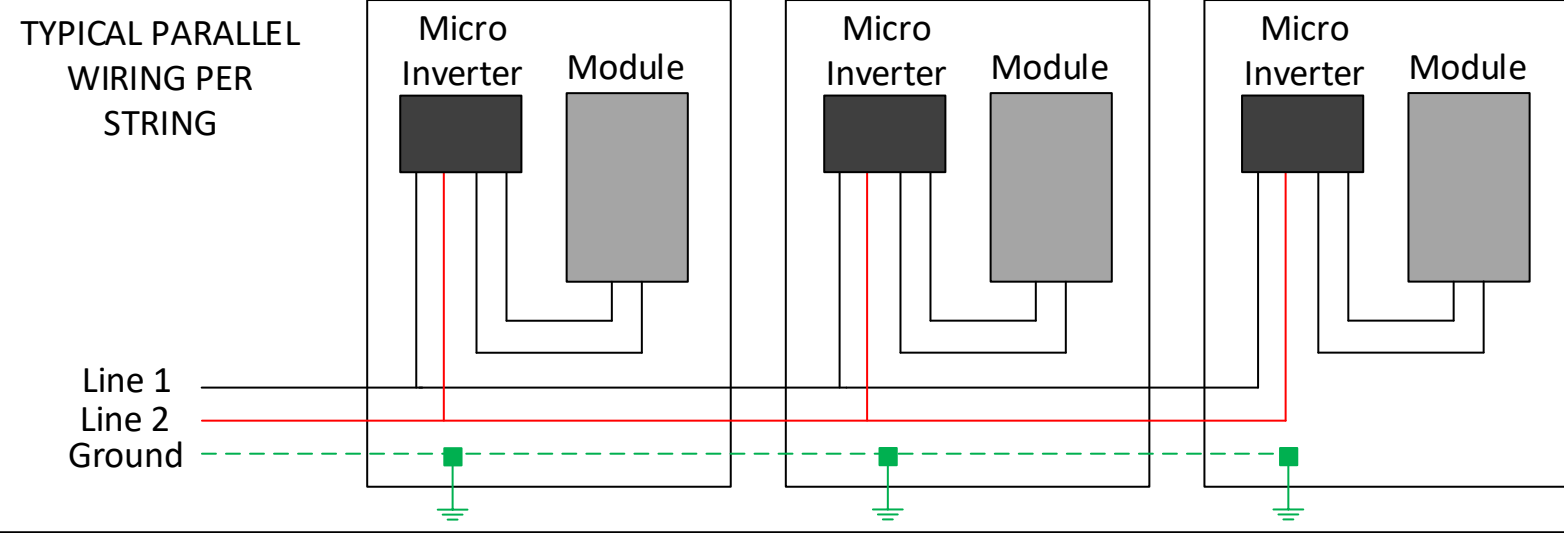 TYPICAL PARALLEL
WIRING PER
STRING
Micro
Inverter
Module
Micro
Inverter
Module
Micro
Inverter
Module
Line 1
Line 2
Ground